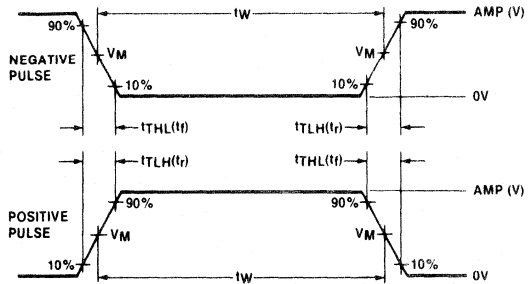 90% tW 90% AMP (V)
NEGATIVE PULSE VM VM
10% 10% 0V
tTHL(tf) tTLH(tr)
tTLH(tr) tTHL(tf)
90% 90% AMP (V)
POSITIVE PULSE VM VM
10% tW 10% 0V